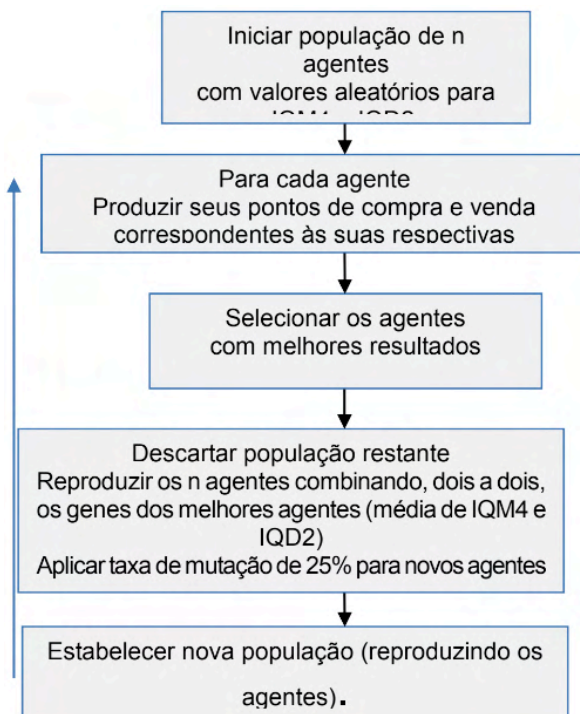 Iniciar população de n
agentes
com valores aleatórios para
Para cada agente
Produzir seus pontos de compra e venda
correspondentes às suas respectivas
Selecionar os agentes
com melhores resultados
Descartar população restante
Reproduzir os n agentes combinando, dois a dois,
os genes dos melhores agentes (média de IQM4 e
IQD2)
Aplicar taxa de mutação de 25% para novos agentes
Estabelecer nova população (reproduzindo os
agentes).